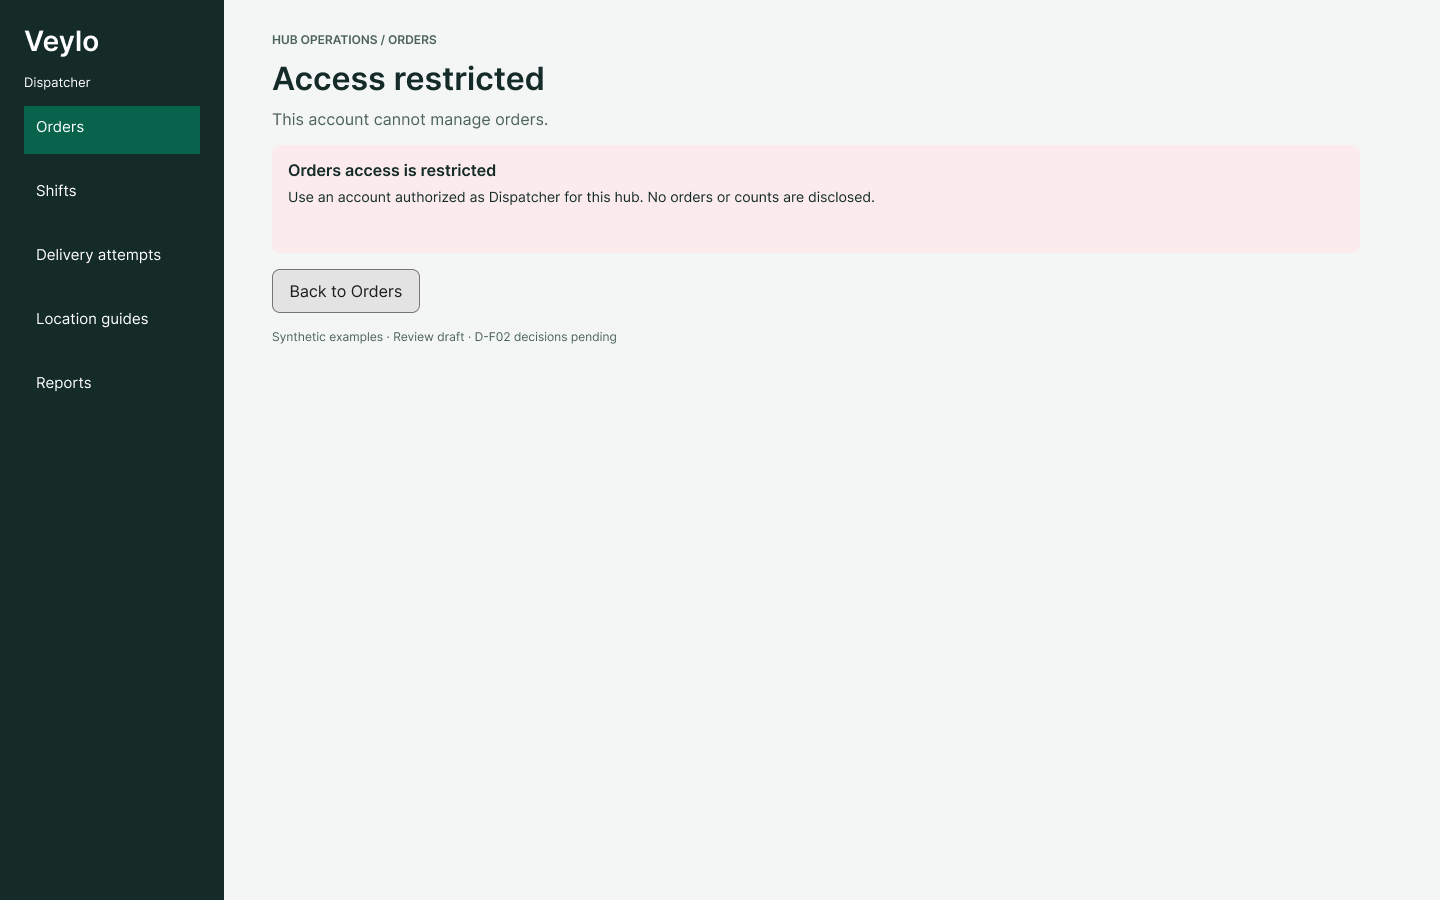 Veylo
Dispatcher
Orders
Shifts
Delivery attempts
Location guides
Reports
HUB OPERATIONS / ORDERS
Access restricted
This account cannot manage orders.
Orders access is restricted
Use an account authorized as Dispatcher for this hub. No orders or counts are disclosed.
Back to Orders
Synthetic examples · Review draft · D-F02 decisions pending